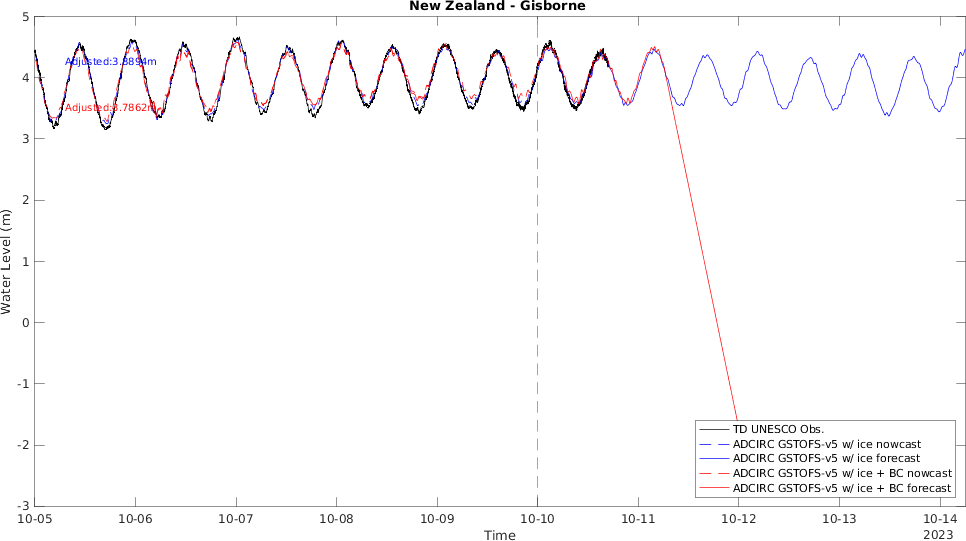 New Zealand - Gisborne
5
4
3
2
1
0
-1
-2
-3
Water Level (m)
Adjusted:3.8894m
Adjusted:3.7862m
TD UNESCO Obs.
ADCIRC GSTOFS-v5 w/ ice nowcast
ADCIRC GSTOFS-v5 w/ ice forecast
ADCIRC GSTOFS-v5 w/ ice + BC nowcast
ADCIRC GSTOFS-v5 w/ ice + BC forecast
10-05 10-06 10-07 10-08 10-09 10-10 10-11 10-12 10-13 10-14
2023
Time